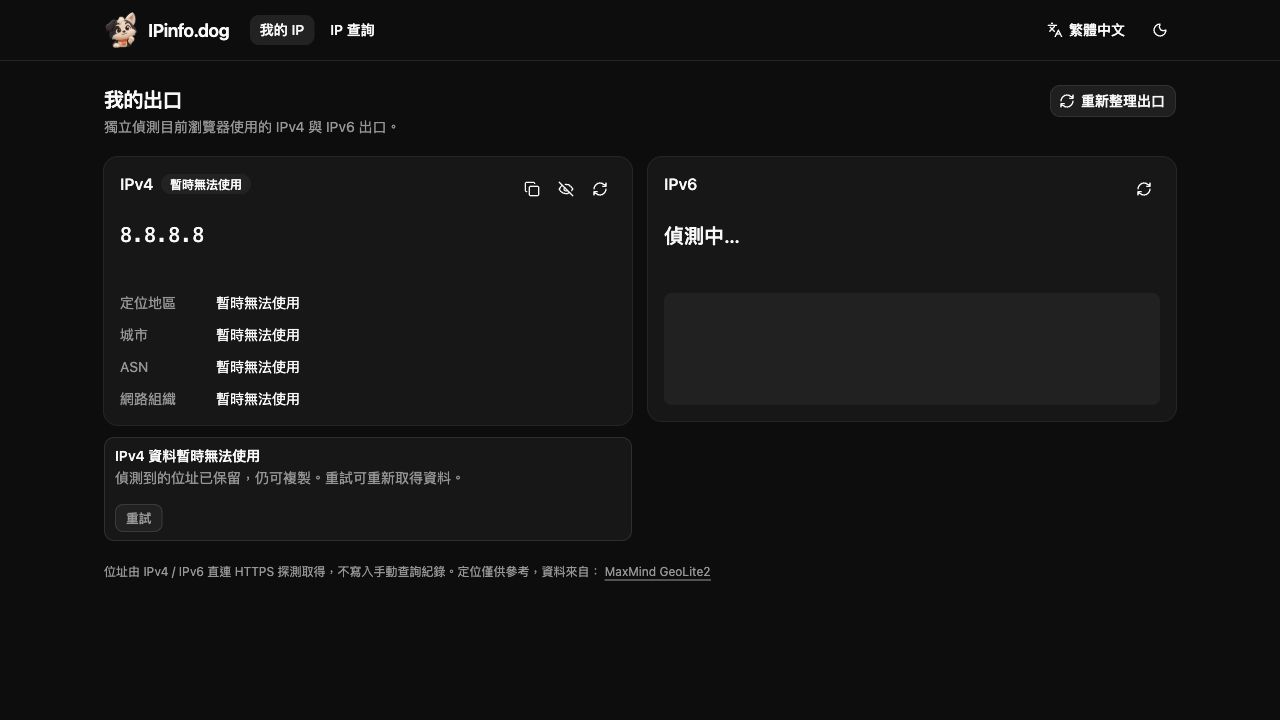 IPinfo.dog
我的 IP
IP 查詢
繁體中文
我的出口
獨立偵測目前瀏覽器使用的 IPv4 與 IPv6 出口。
重新整理出口
IPv4
暫時無法使用
8.8.8.8
定位地區 暫時無法使用
城市 暫時無法使用
ASN 暫時無法使用
網路組織 暫時無法使用
IPv6
偵測中...
IPv4 資料暫時無法使用
偵測到的位址已保留，仍可複製。重試可重新取得資料。
重試
位址由 IPv4 / IPv6 直連 HTTPS 探測取得，不寫入手動查詢紀錄。定位僅供參考，資料來自： MaxMind GeoLite2